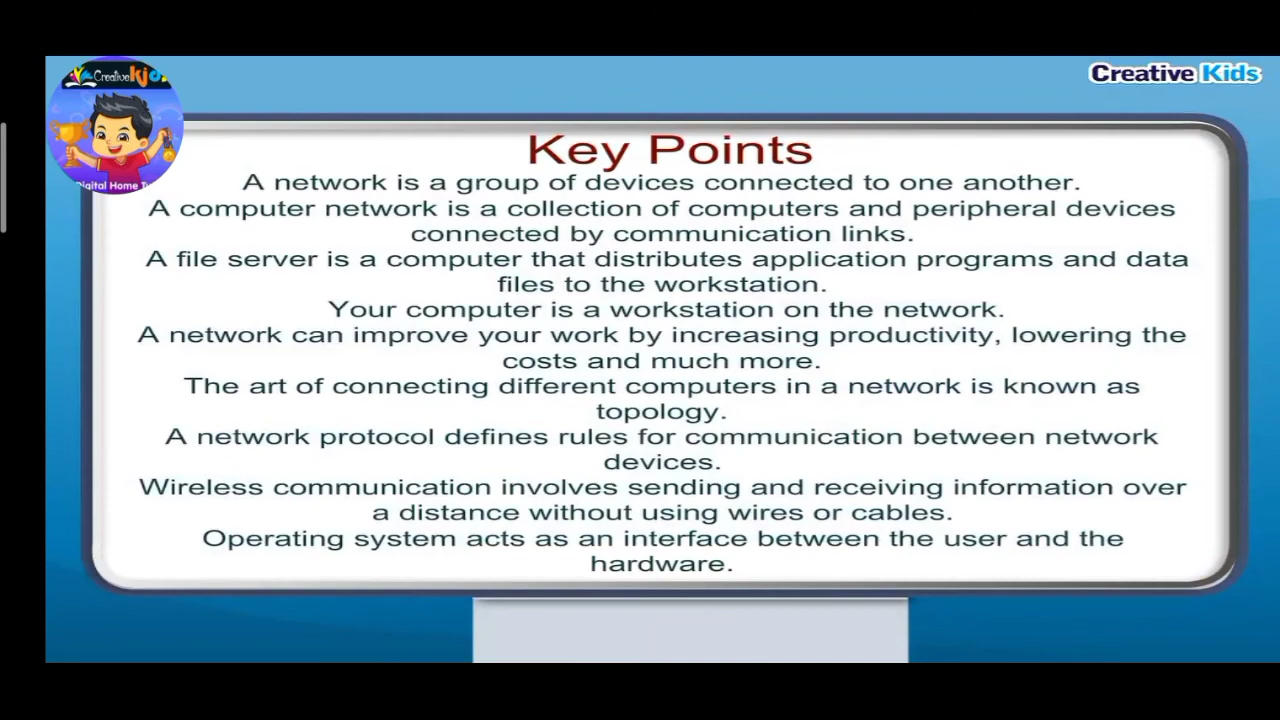 Creative Kids
Creative Kid
Digital Home Tu
Key Points
A network is a group of devices connected to one another.
A computer network is a collection of computers and peripheral devices
connected by communication links.
A file server is a computer that distributes application programs and data
files to the workstation.
Your computer is a workstation on the network.
A network can improve your work by increasing productivity, lowering the
costs and much more.
The art of connecting different computers in a network is known as
topology.
A network protocol defines rules for communication between network
devices.
Wireless communication involves sending and receiving information over
a distance without using wires or cables.
Operating system acts as an interface between the user and the
hardware.